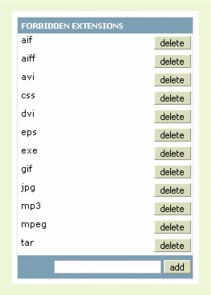 FORBIDDEN EXTENSIONS
aif delete
aiff delete
avi delete
css delete
dvi delete
eps delete
exe delete
gif delete
jpg delete
mp3 delete
mpeg delete
tar delete
add